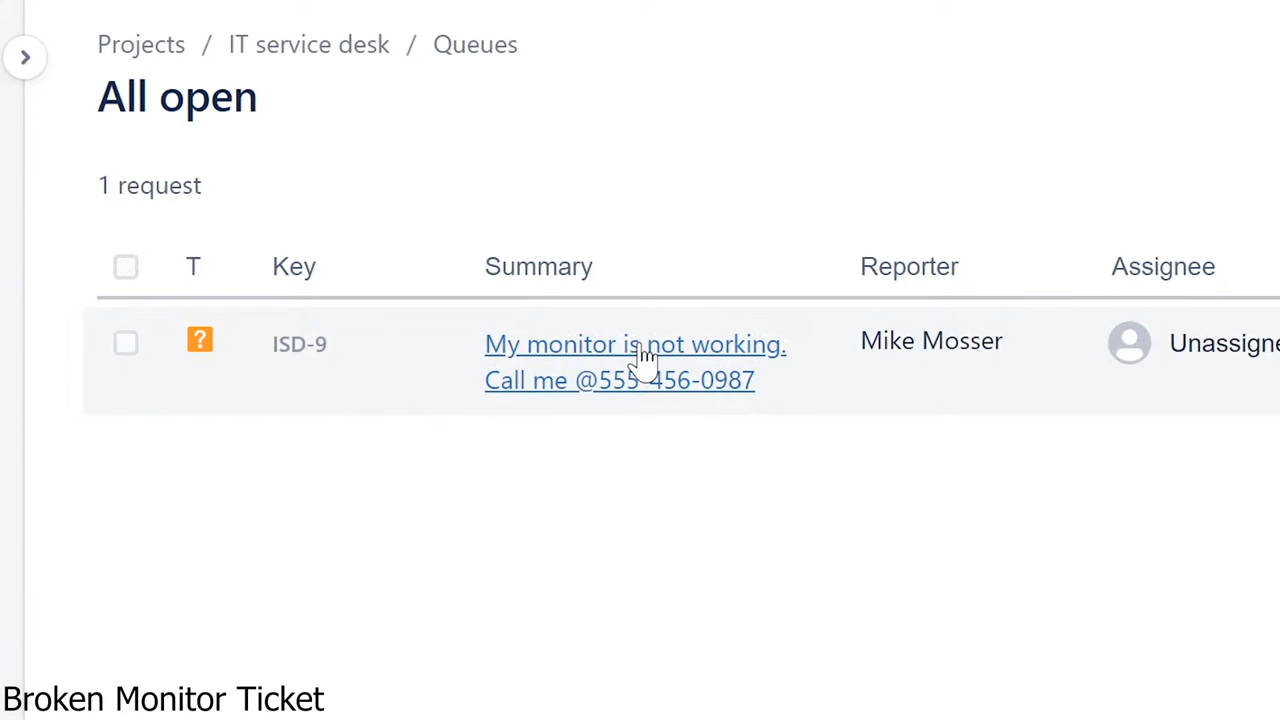 Projects / IT service desk / Queues
All open
1 request
T Key Summary Reporter Assignee
? ISD-9 My monitor is not working. Mike Mosser Unassigne
Call me @555-456-0987
Broken Monitor Ticket